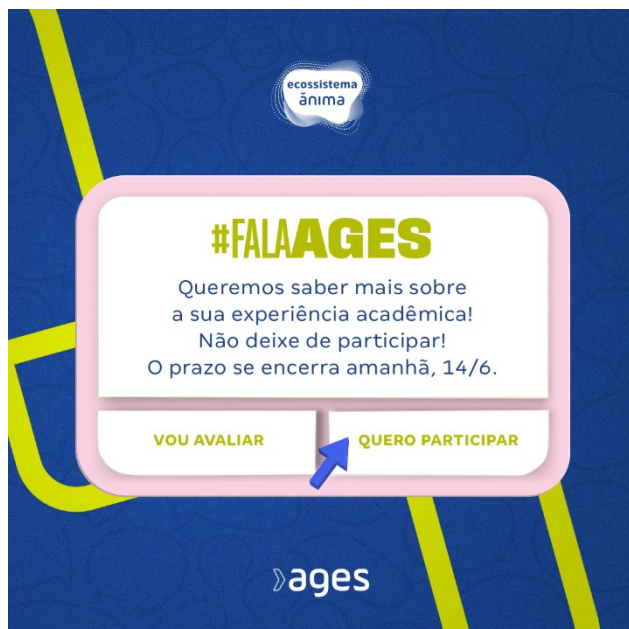 ecossistema
ănıma
#FALAAGES
Queremos saber mais sobre
a sua experiência acadêmica!
Não deixe de participar!
O prazo se encerra amanhã, 14/6.
VOU AVALIAR
QUERO PARTICIPAR
ages